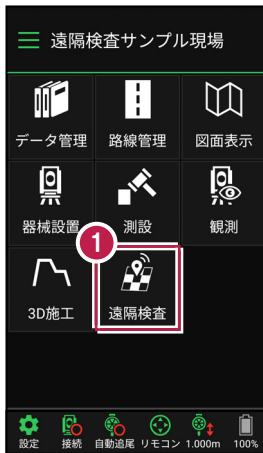 遠隔検査サンプル現場
データ管理 路線管理 図面表示
器械設置 測設 観測
1
3D施工 遠隔検査
設定 接続 自動追尾 リモコン 1.000m 100%